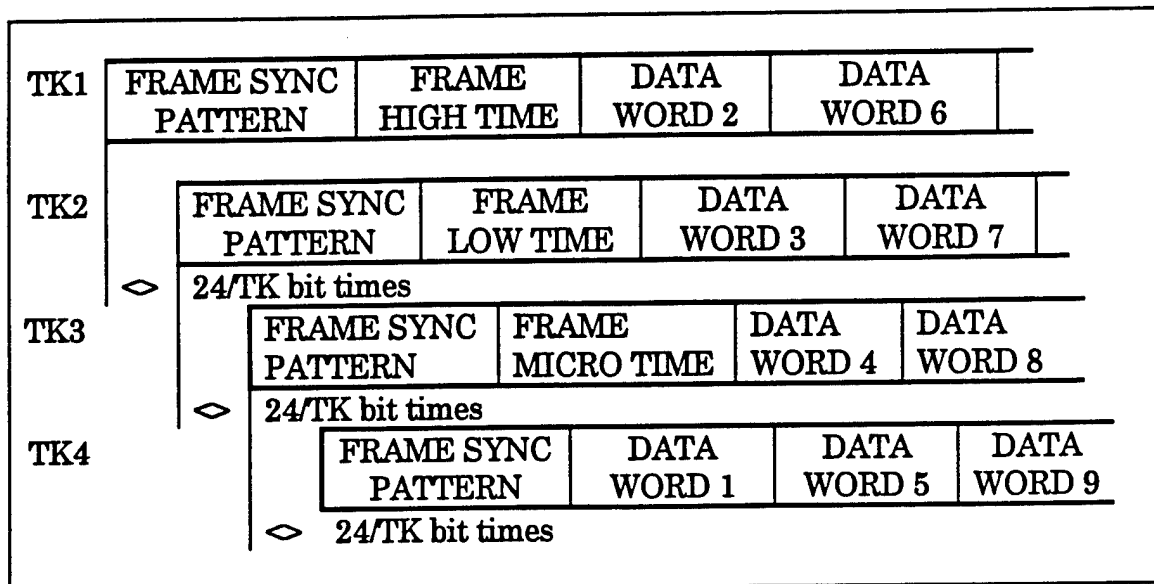 TK1 FRAME SYNC FRAME DATA DATA
PATTERN HIGH TIME WORD 2 WORD 6
TK2 FRAME SYNC FRAME DATA DATA
PATTERN LOW TIME WORD 3 WORD 7
<> 24/TK bit times
TK3 FRAME SYNC FRAME DATA DATA
PATTERN MICRO TIME WORD 4 WORD 8
<> 24/TK bit times
TK4 FRAME SYNC DATA DATA DATA
PATTERN WORD 1 WORD 5 WORD 9
<> 24/TK bit times